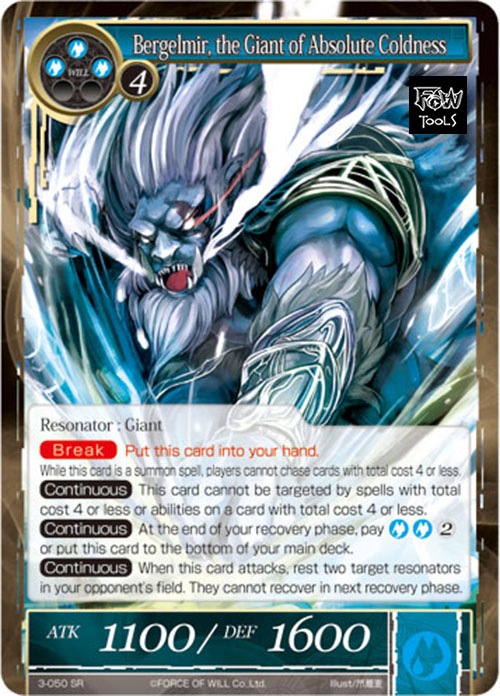 Bergelmir, the Giant of Absolute Coldness
WILL
4
FOW
TOOLS
Resonator : Giant
Break Put this card into your hand.
While this card is a summon spell, players cannot chase cards with total cost 4 or less.
Continuous This card cannot be targeted by spells with total
cost 4 or less or abilities on a card with total cost 4 or less.
Continuous At the end of your recovery phase, pay 2
or put this card to the bottom of your main deck.
Continuous When this card attacks, rest two target resonators
in your opponent's field. They cannot recover in next recovery phase.
ATK 1100/ DEF 1600
3-050 SR ©FORCE OF WILL Co.,Ltd. Illust/